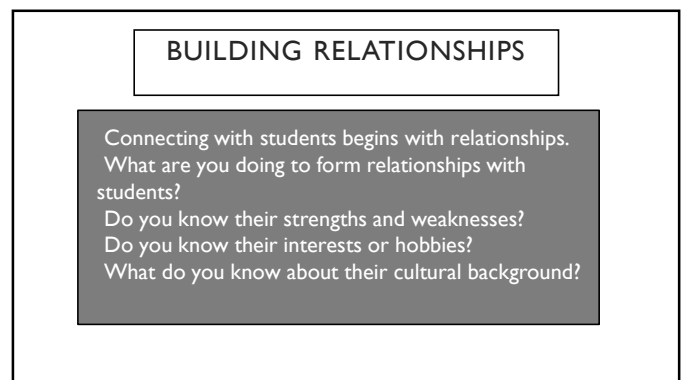 BUILDING RELATIONSHIPS
Connecting with students begins with relationships.
What are you doing to form relationships with
students?
Do you know their strengths and weaknesses?
Do you know their interests or hobbies?
What do you know about their cultural background?